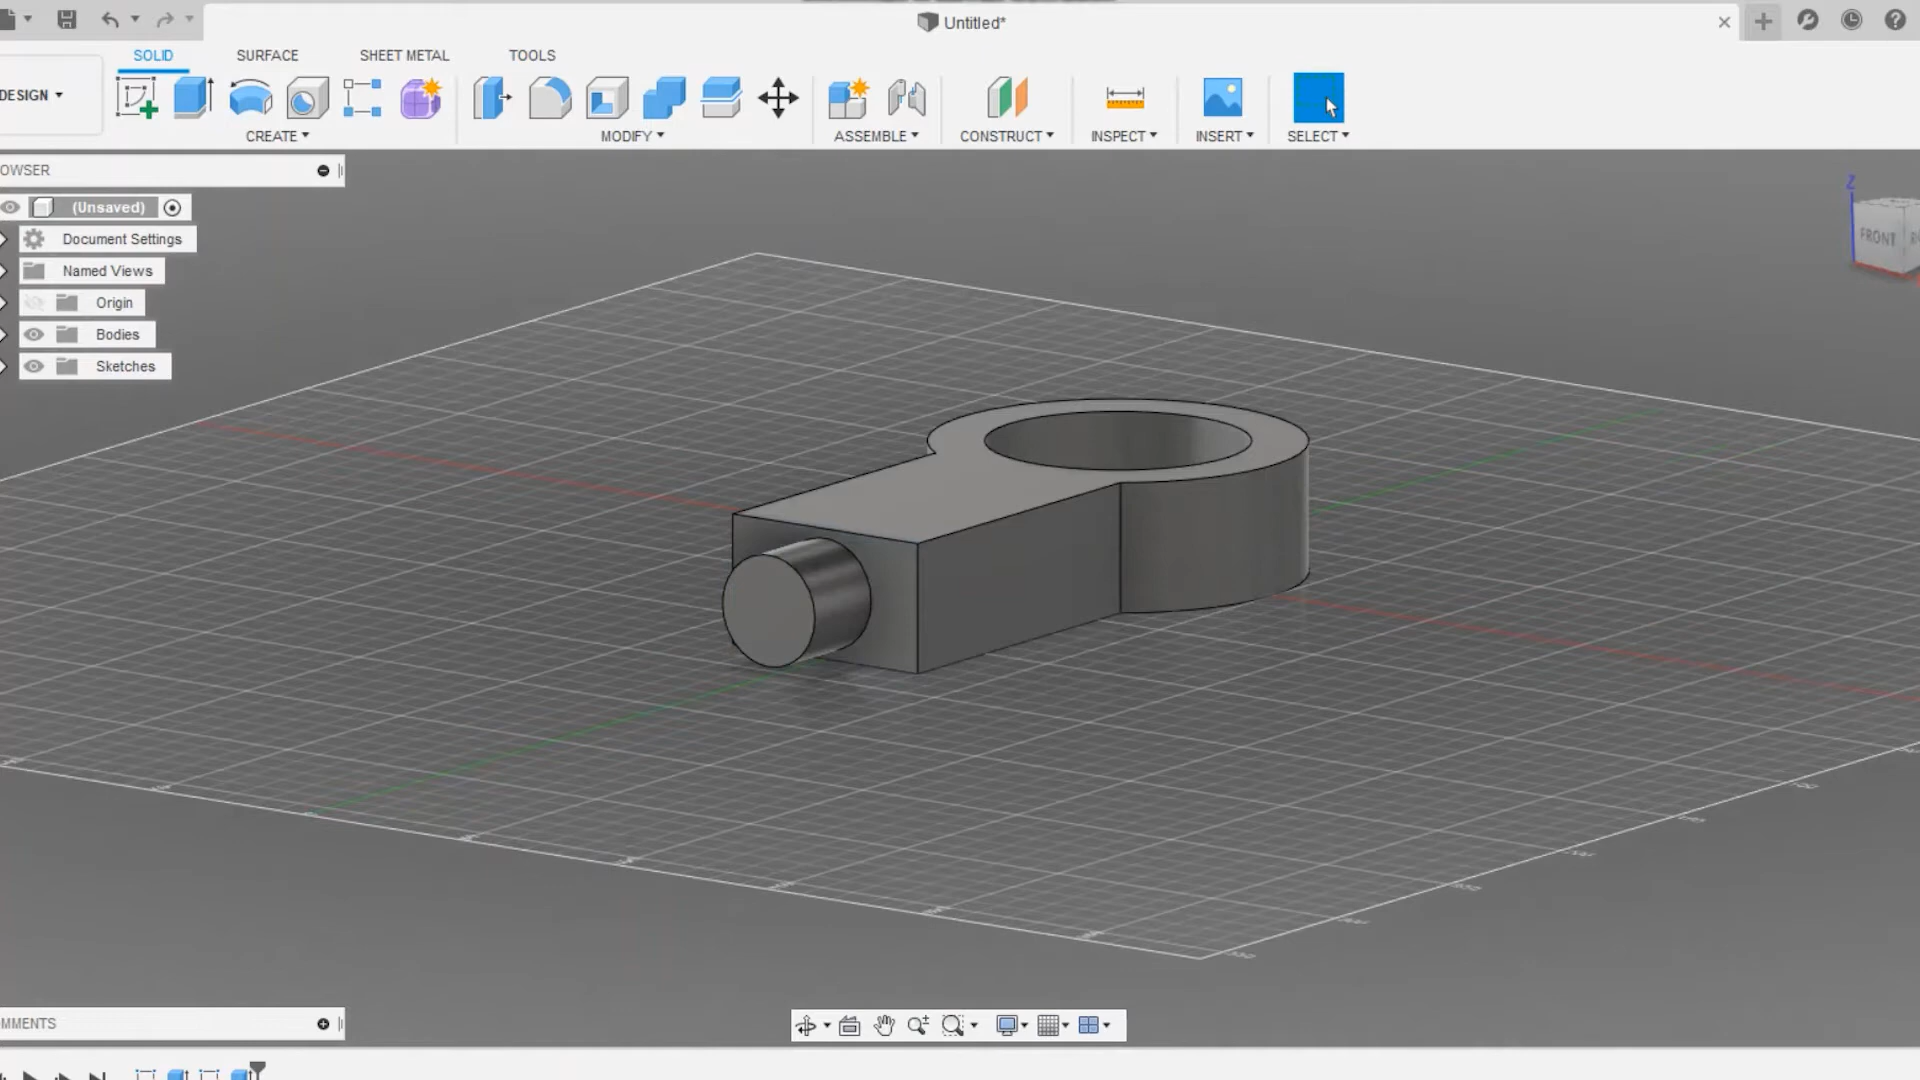 Untitled*
SOLID SURFACE SHEET METAL TOOLS
DESIGN
CREATE MODIFY ASSEMBLE CONSTRUCT INSPECT INSERT SELECT
OWSER
(Unsaved)
Document Settings
Named Views
Origin
Bodies
Sketches
Z
FRONT
MMENTS